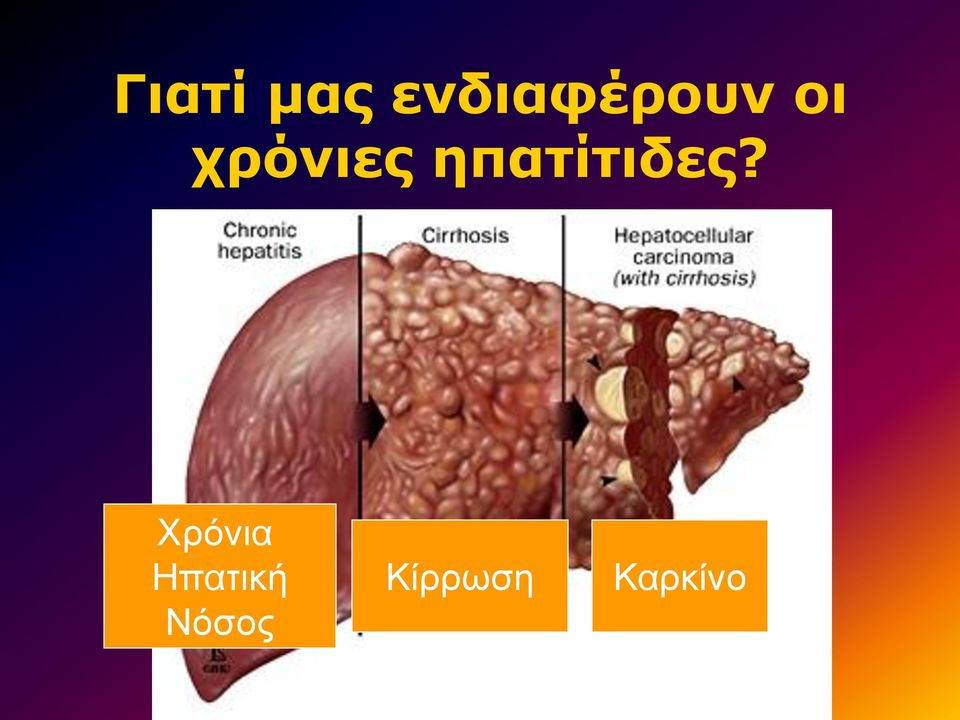 Γιατί μας ενδιαφέρουν οι
χρόνιες ηπατίτιδες?
Chronic
hepatitis
Cirrhosis
Hepatocellular
carcinoma
(with cirrhosis)
Χρόνια
Ηπατική
Νόσος
Κίρρωση
Καρκίνο